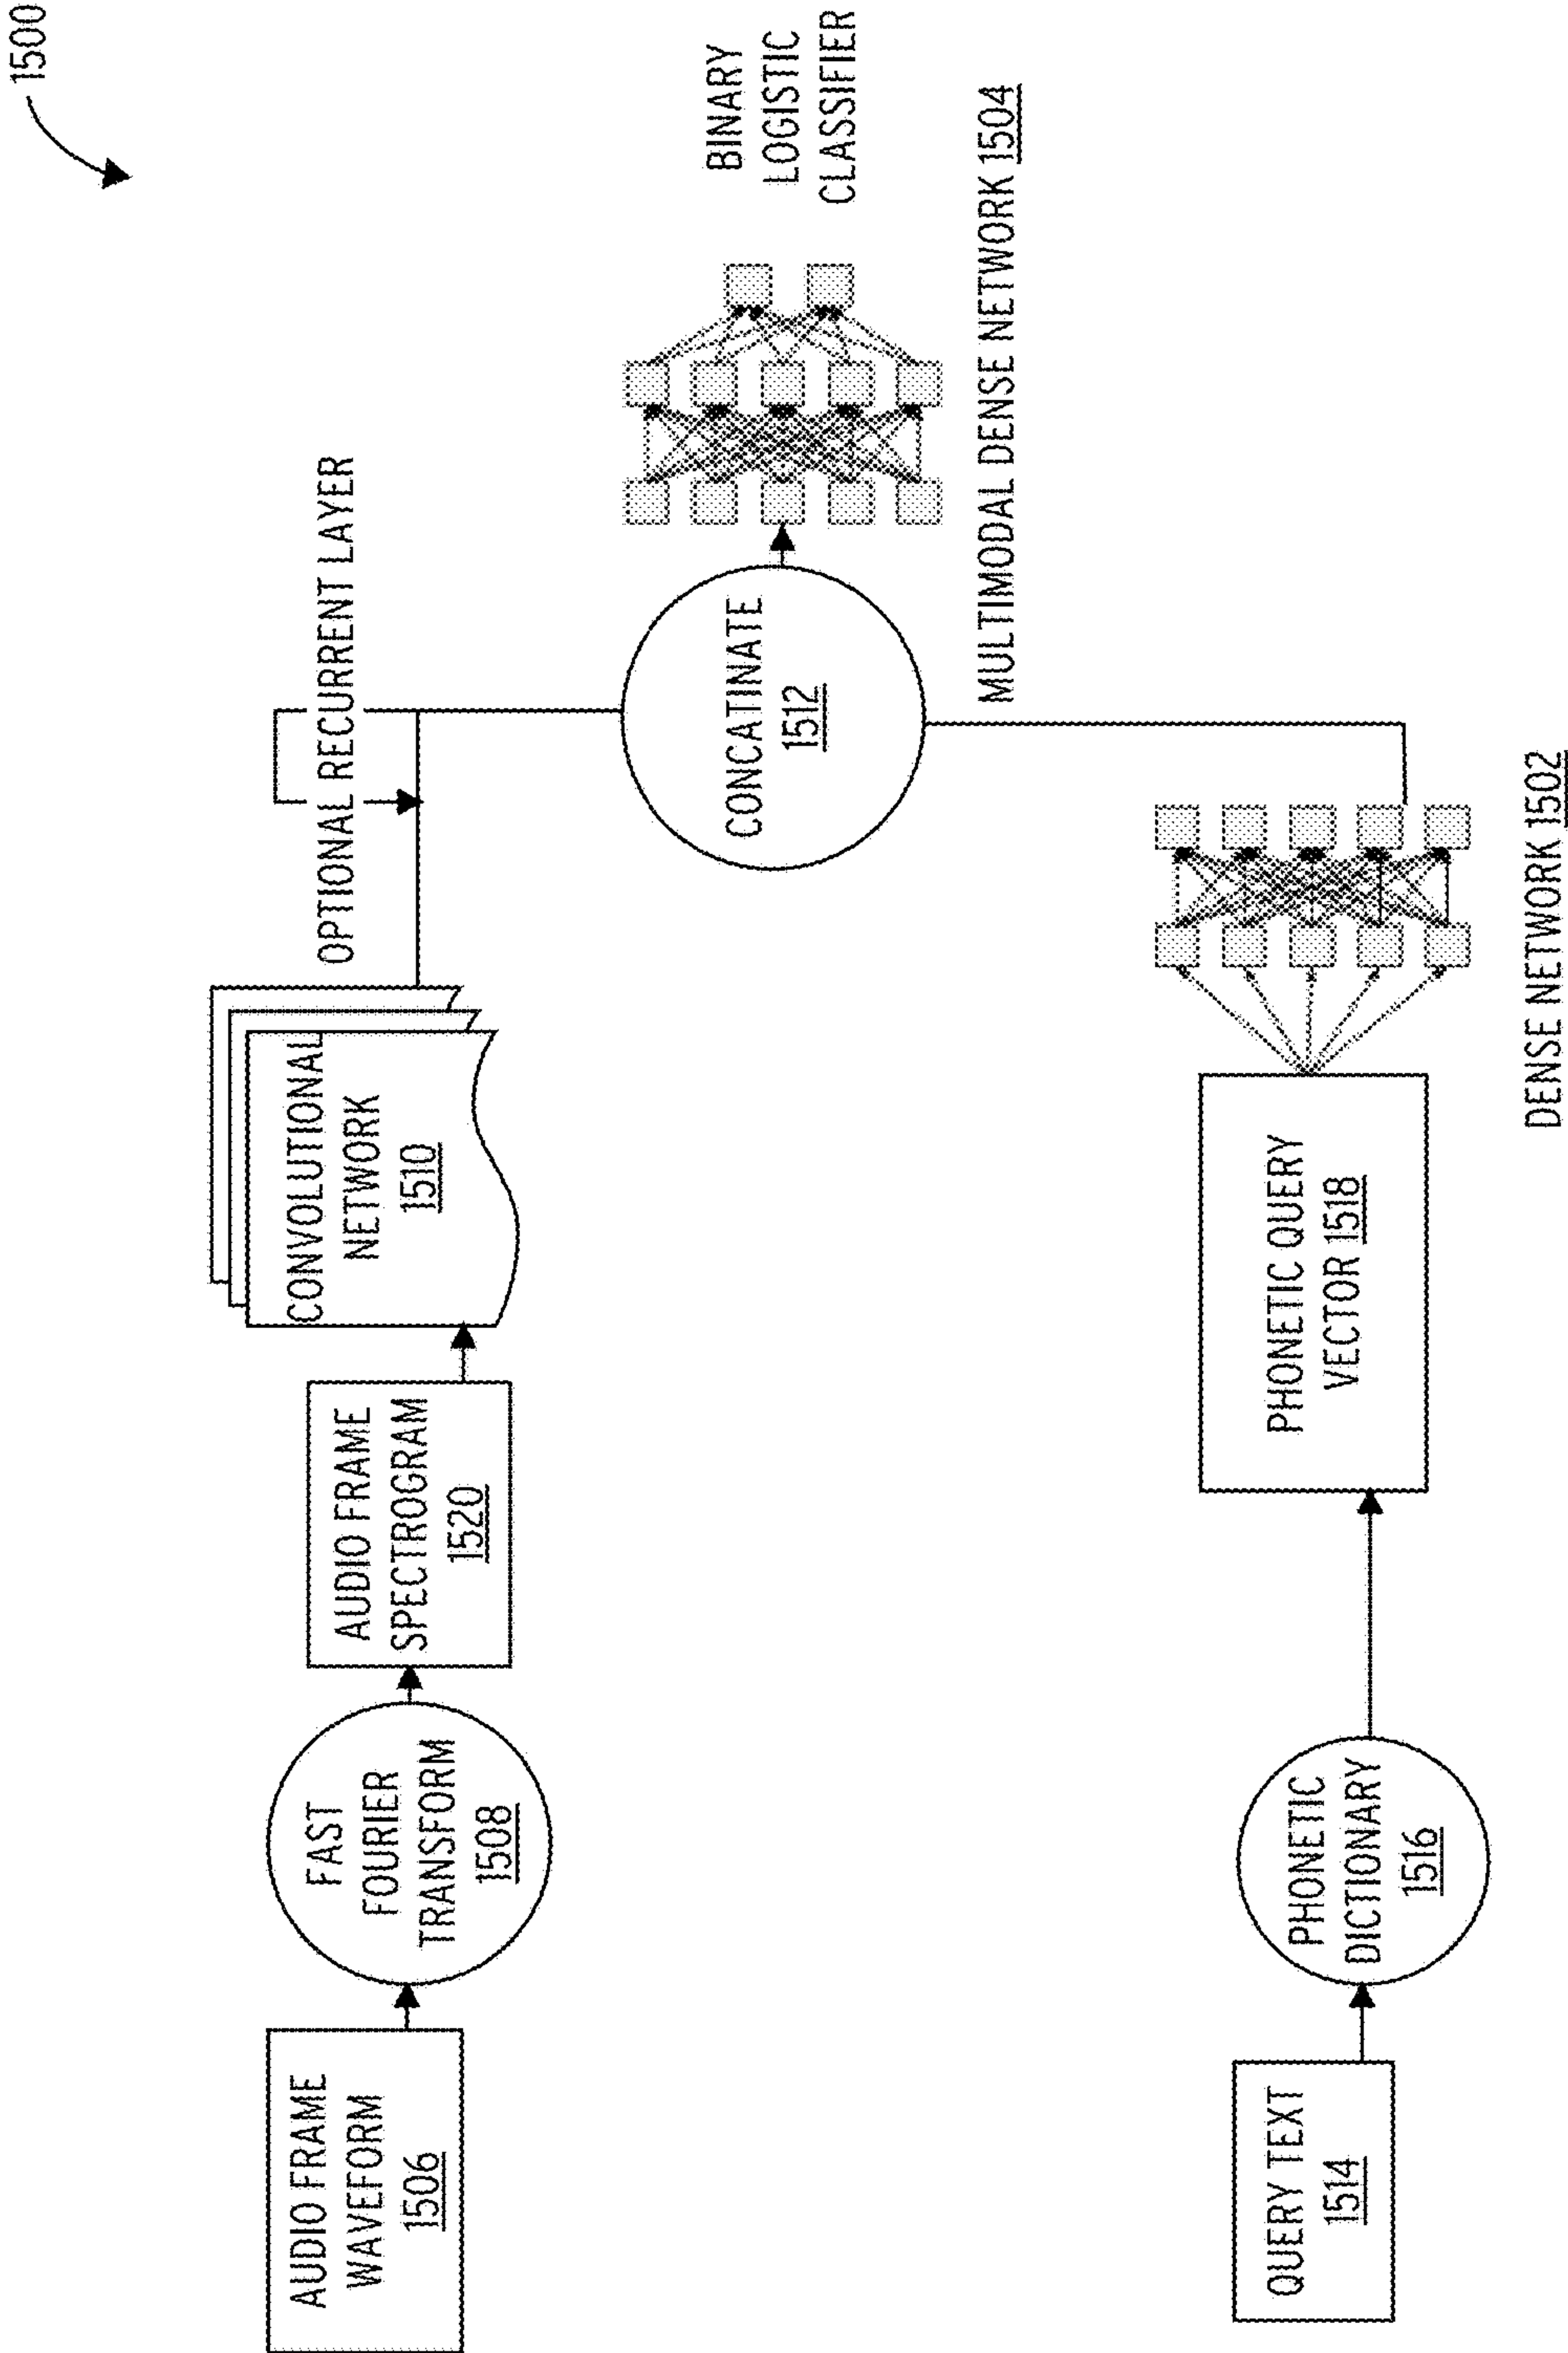 1500
AUDIO FRAME
WAVEFORM
1506
FAST
FOURIER
TRANSFORM
1508
AUDIO FRAME
SPECTROGRAM
1520
CONVOLUTIONAL
NETWORK
1510
OPTIONAL RECURRENT LAYER
CONCATINATE
1512
BINARY
LOGISTIC
CLASSIFIER
MULTIMODAL DENSE NETWORK 1504
QUERY TEXT
1514
PHONETIC
DICTIONARY
1516
PHONETIC QUERY
VECTOR 1518
DENSE NETWORK 1502